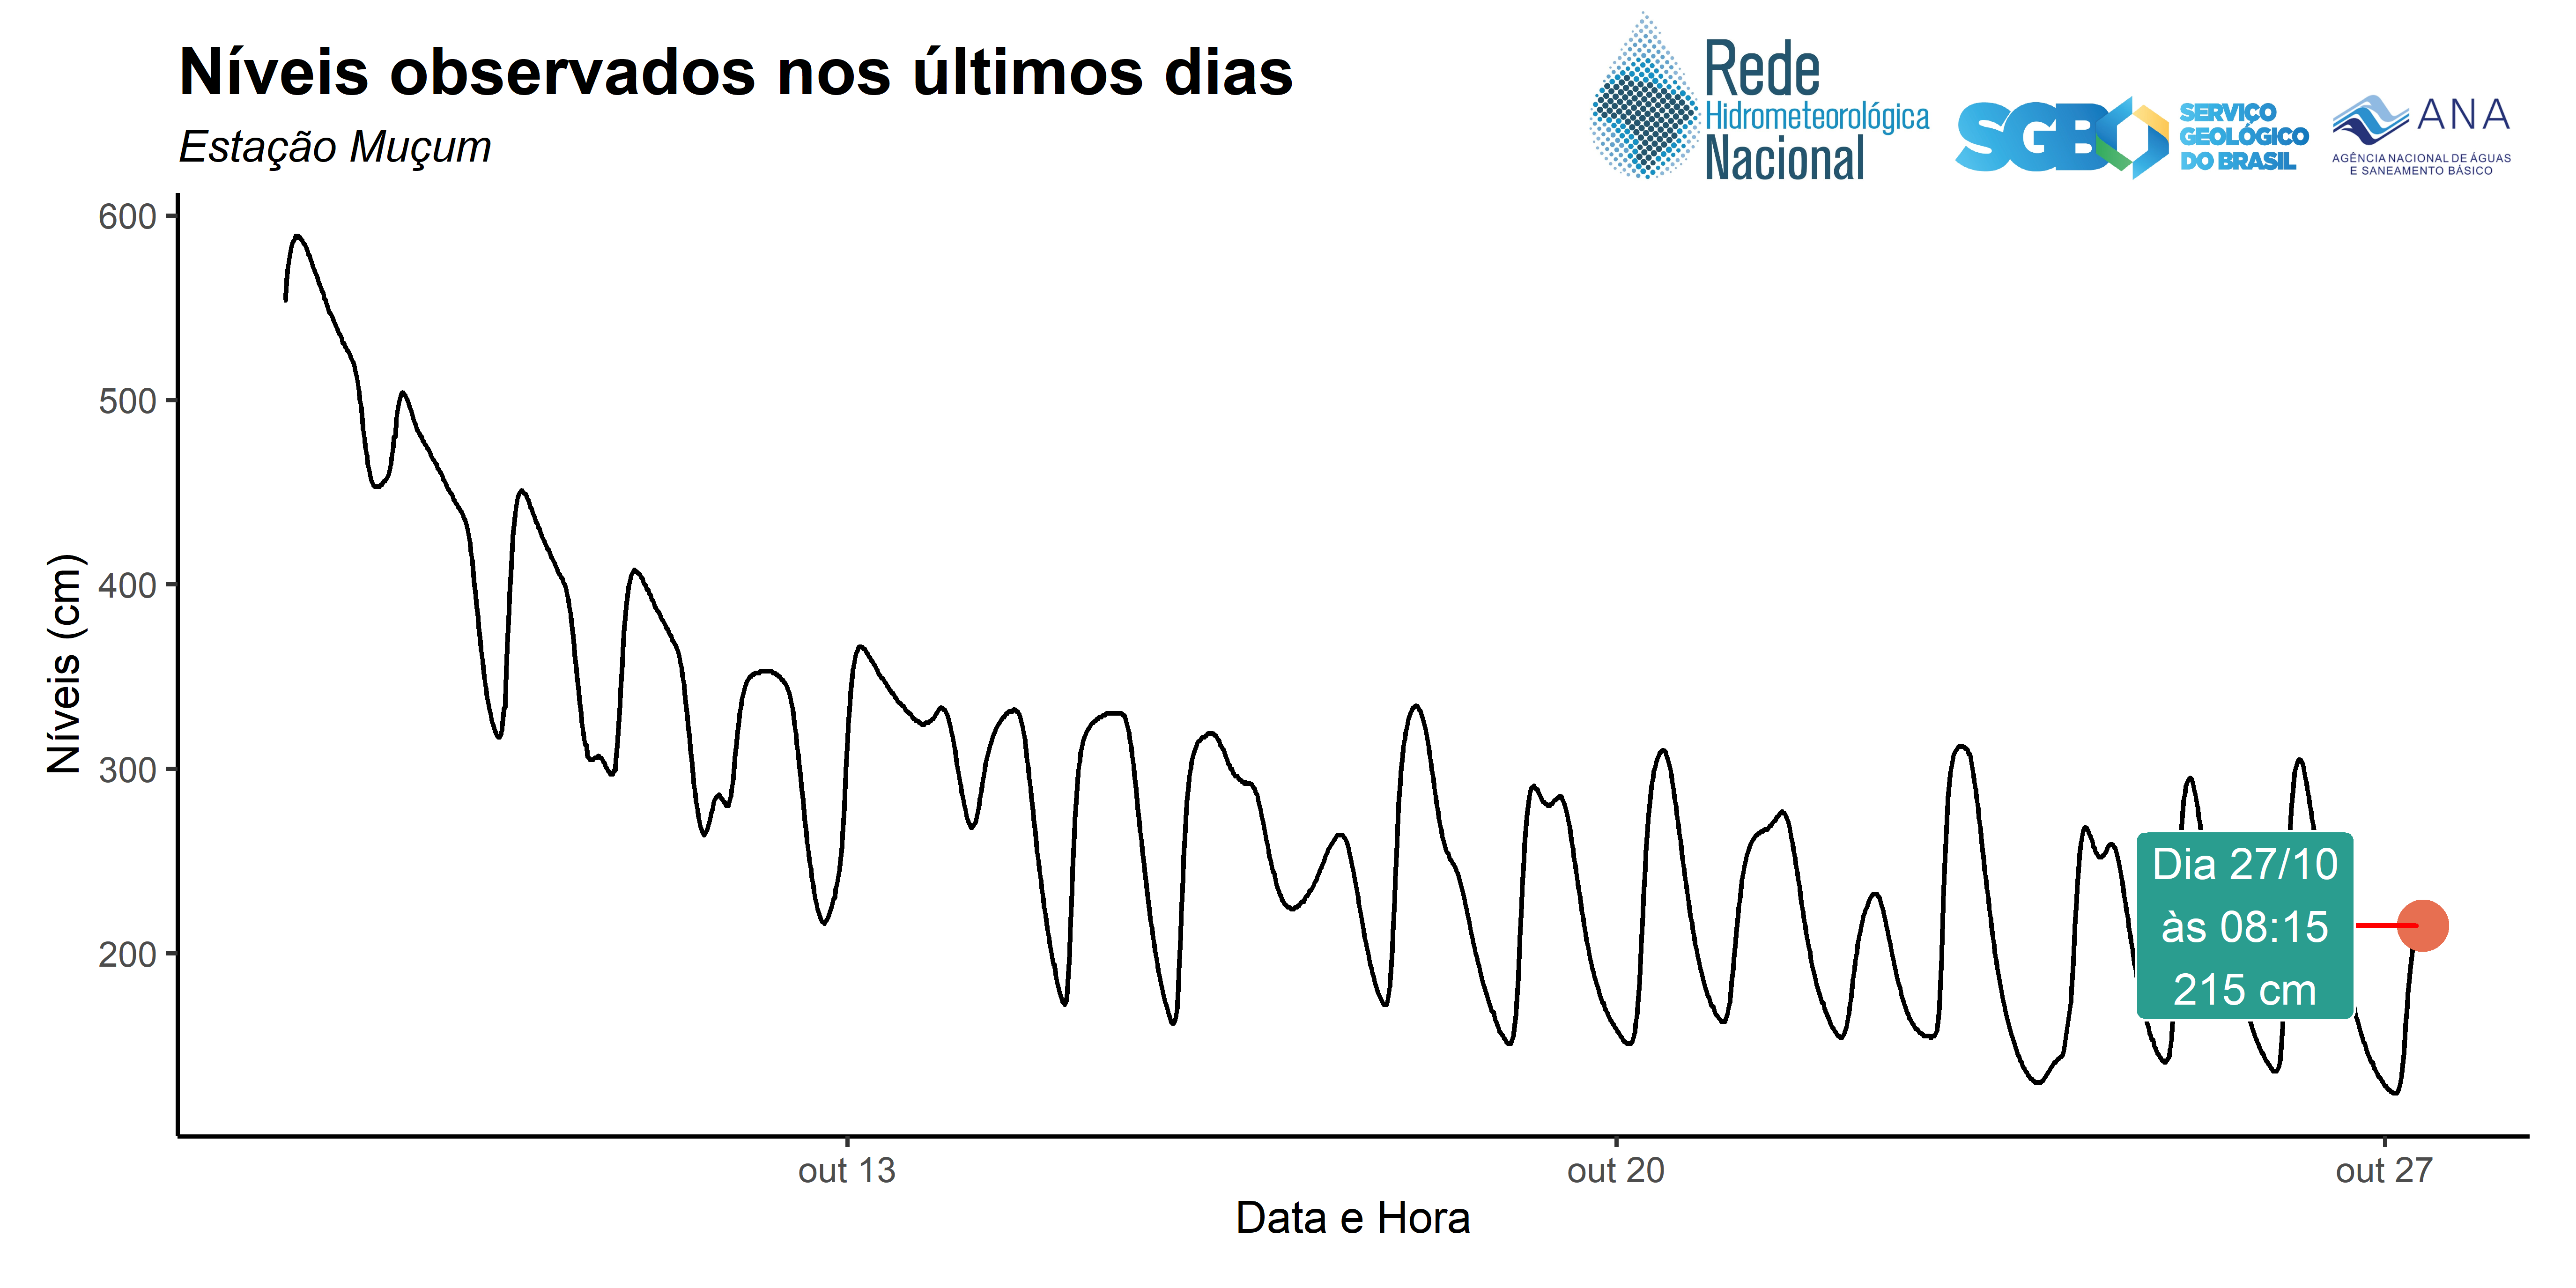 Níveis observados nos últimos dias
Estação Muçum
Rede
Hidrometeorológica
Nacional
SGB
SERVIÇO
GEOLÓGICO
DO BRASIL
ANA
AGÊNCIA NACIONAL DE ÁGUAS
E SANEAMENTO BÁSICO
Níveis (cm)
600
500
400
300
200
Dia 27/10
às 08:15
215 cm
out 13
out 20
out 27
Data e Hora